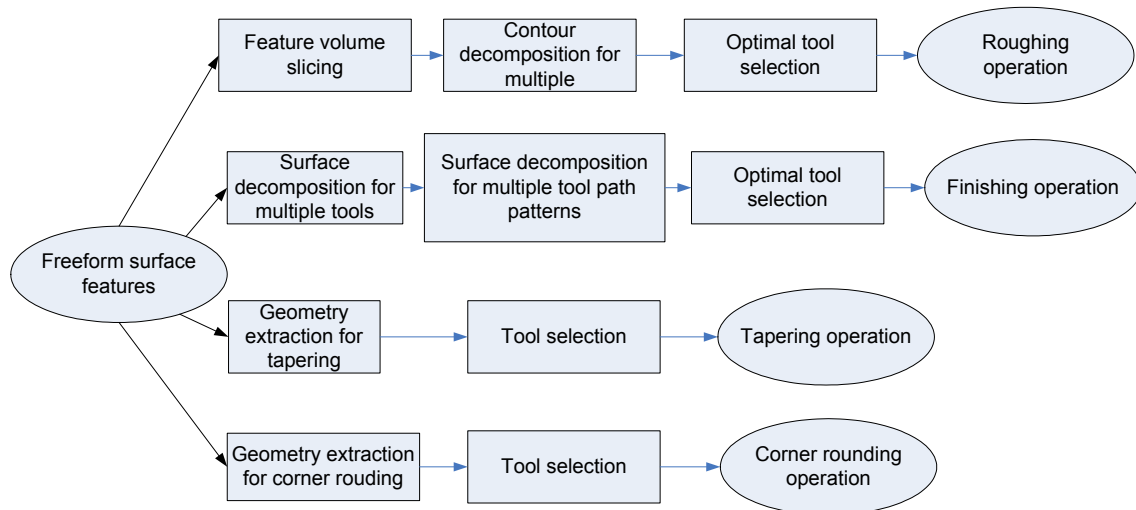 Feature volume
slicing
Contour
decomposition for
multiple
Optimal tool
selection
Roughing
operation
Surface
decomposition for
multiple tools
Surface decomposition
for multiple tool path
patterns
Optimal tool
selection
Finishing operation
Freeform surface
features
Geometry
extraction for
tapering
Tool selection
Tapering operation
Geometry extraction
for corner rouding
Tool selection
Corner rounding
operation